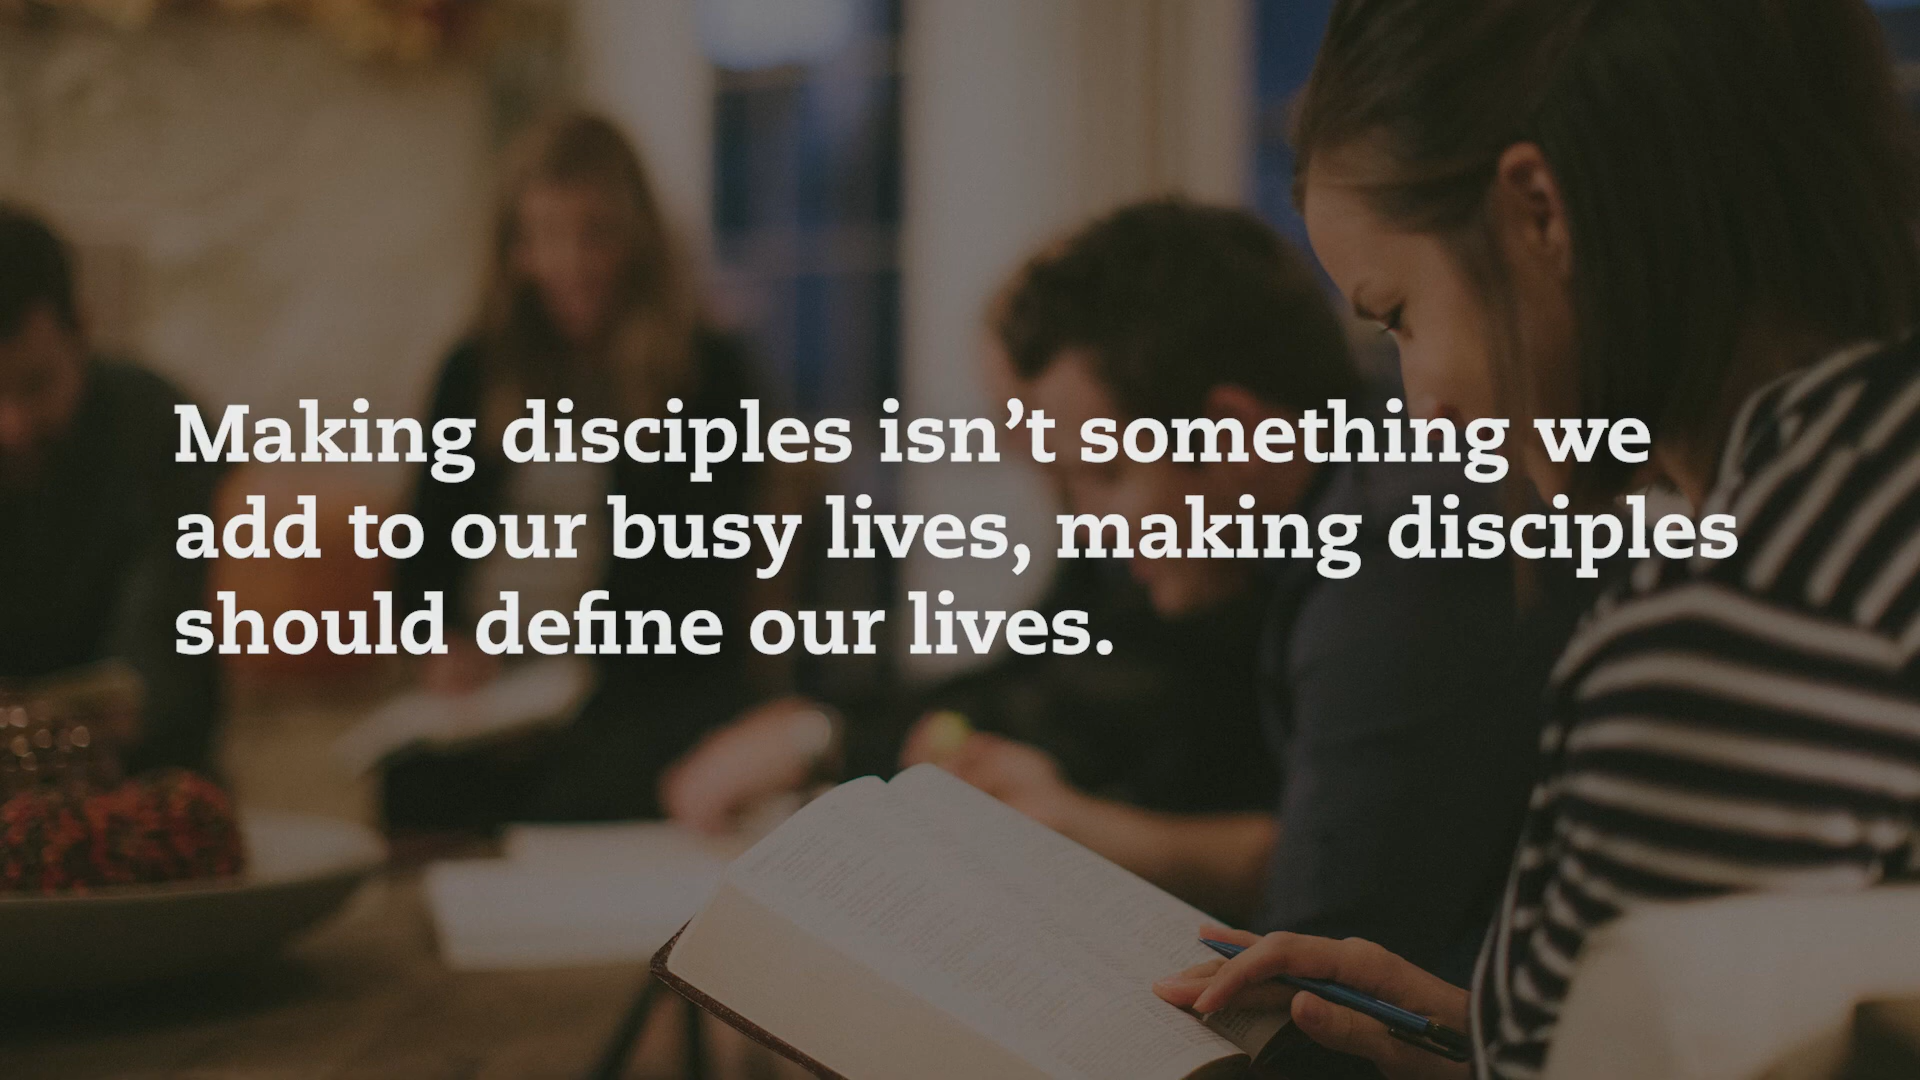 Making disciples isn’t something we
add to our busy lives, making disciples
should define our lives.